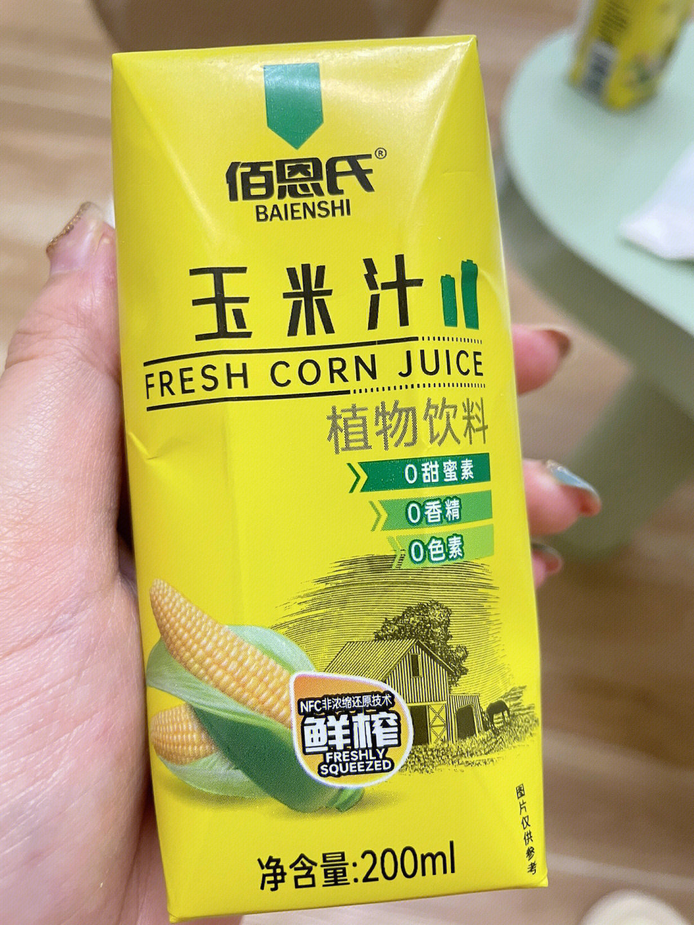 佰恩氏®
BAIENSHI
玉米汁
FRESH CORN JUICE
植物饮料
0甜蜜素
0香精
0色素
NFC非浓缩还原技术
鲜榨
FRESHLY
SQUEEZED
图片仅供参考
净含量:200ml